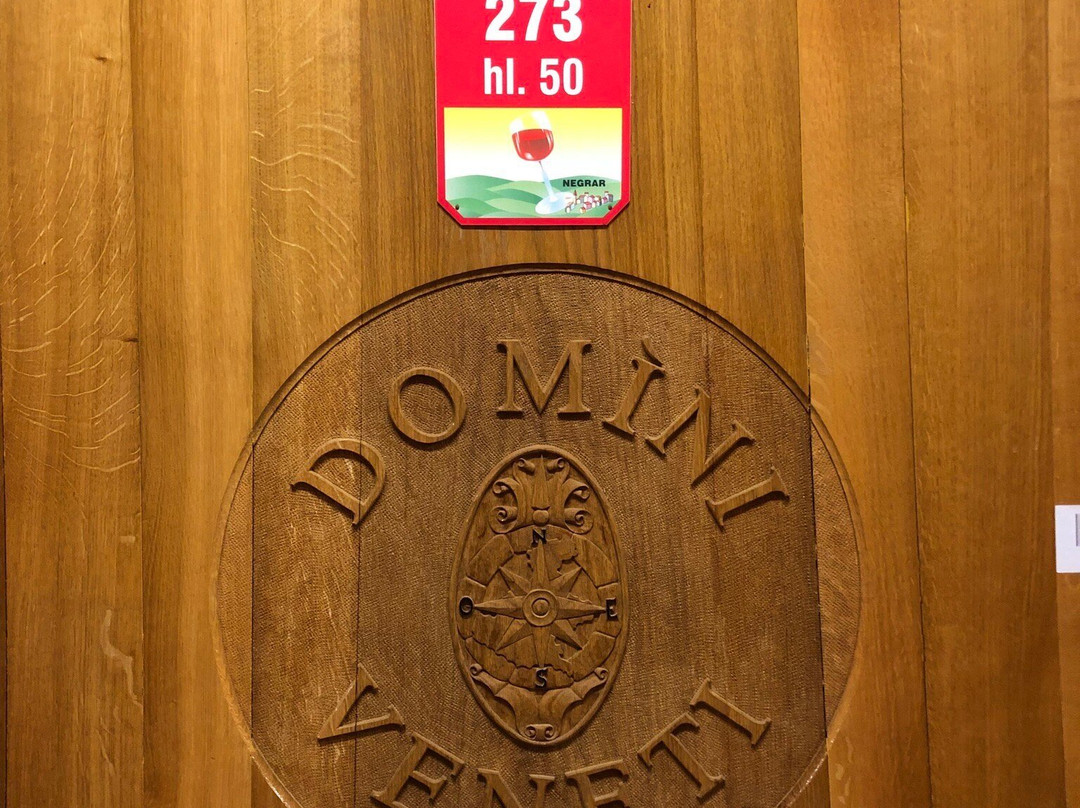 273
hl. 50
NEGRAR
DOMÌNI
N
O E
S
VENETI